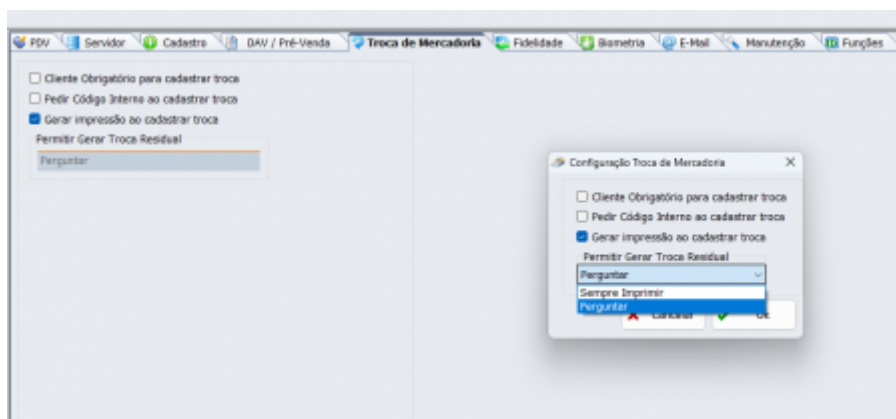 PDV Servidor Cadastro DAV / Pré-Venda Troca de Mercadoria Fidelidade Biometria E-Mail Manutenção Funções
Cliente Obrigatório para cadastrar troca
Pedir Código Interno ao cadastrar troca
Gerar impressão ao cadastrar troca
Permitir Gerar Troca Residual
Perguntar
Configuração Troca de Mercadoria
Cliente Obrigatório para cadastrar troca
Pedir Código Interno ao cadastrar troca
Gerar impressão ao cadastrar troca
Permitir Gerar Troca Residual
Perguntar
Sempre Imprimir
Perguntar
Cancelar Ok